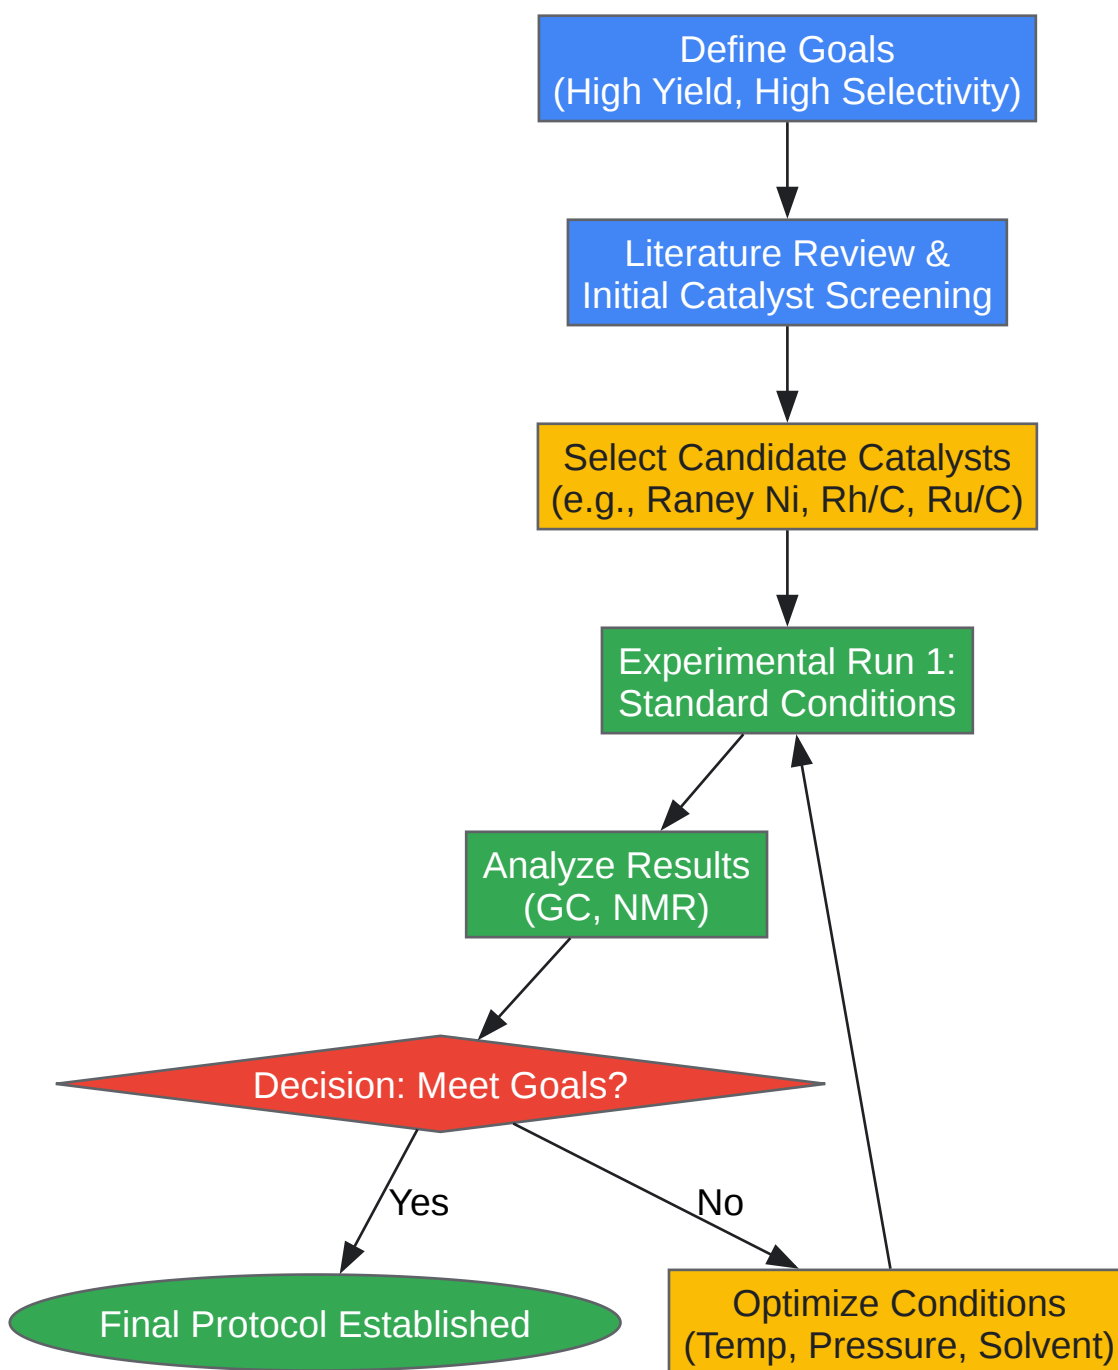 Define Goals
(High Yield, High Selectivity)
Literature Review &
Initial Catalyst Screening
Select Candidate Catalysts
(e.g., Raney Ni, Rh/C, Ru/C)
Experimental Run 1:
Standard Conditions
Analyze Results
(GC, NMR)
Decision: Meet Goals?
Yes
No
Final Protocol Established
Optimize Conditions
(Temp, Pressure, Solvent)